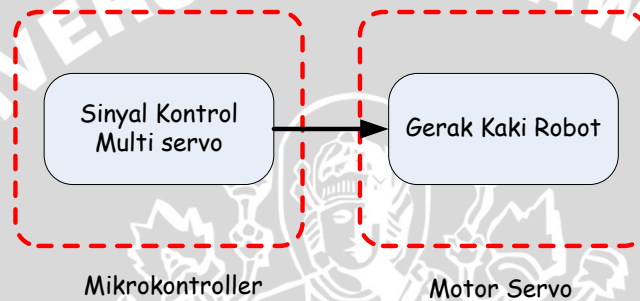 Sinyal Kontrol
Multi servo
Gerak Kaki Robot
Mikrokontroller
Motor Servo